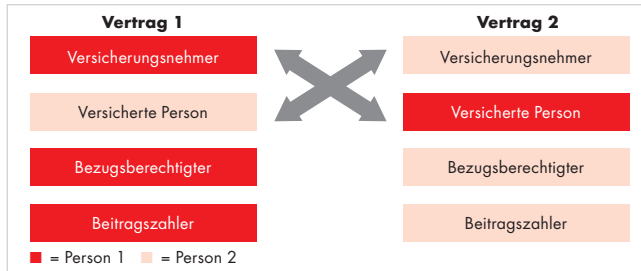 Vertrag 1
Vertrag 2
Versicherungsnehmer
Versicherungsnehmer
Versicherte Person
Versicherte Person
Bezugsberechtigter
Bezugsberechtigter
Beitragszahler
Beitragszahler
= Person 1 = Person 2